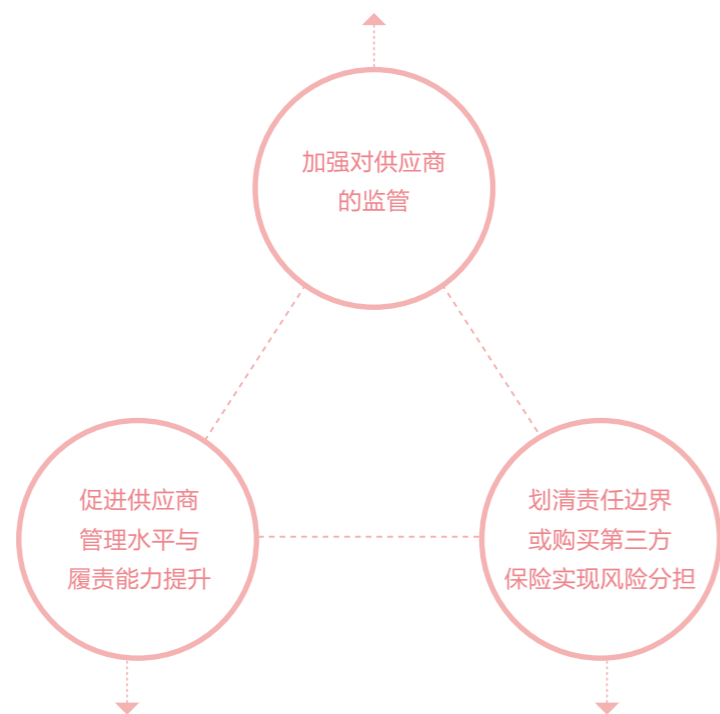 加强对供应商
的监管
促进供应商
管理水平与
履责能力提升
划清责任边界
或购买第三方
保险实现风险分担